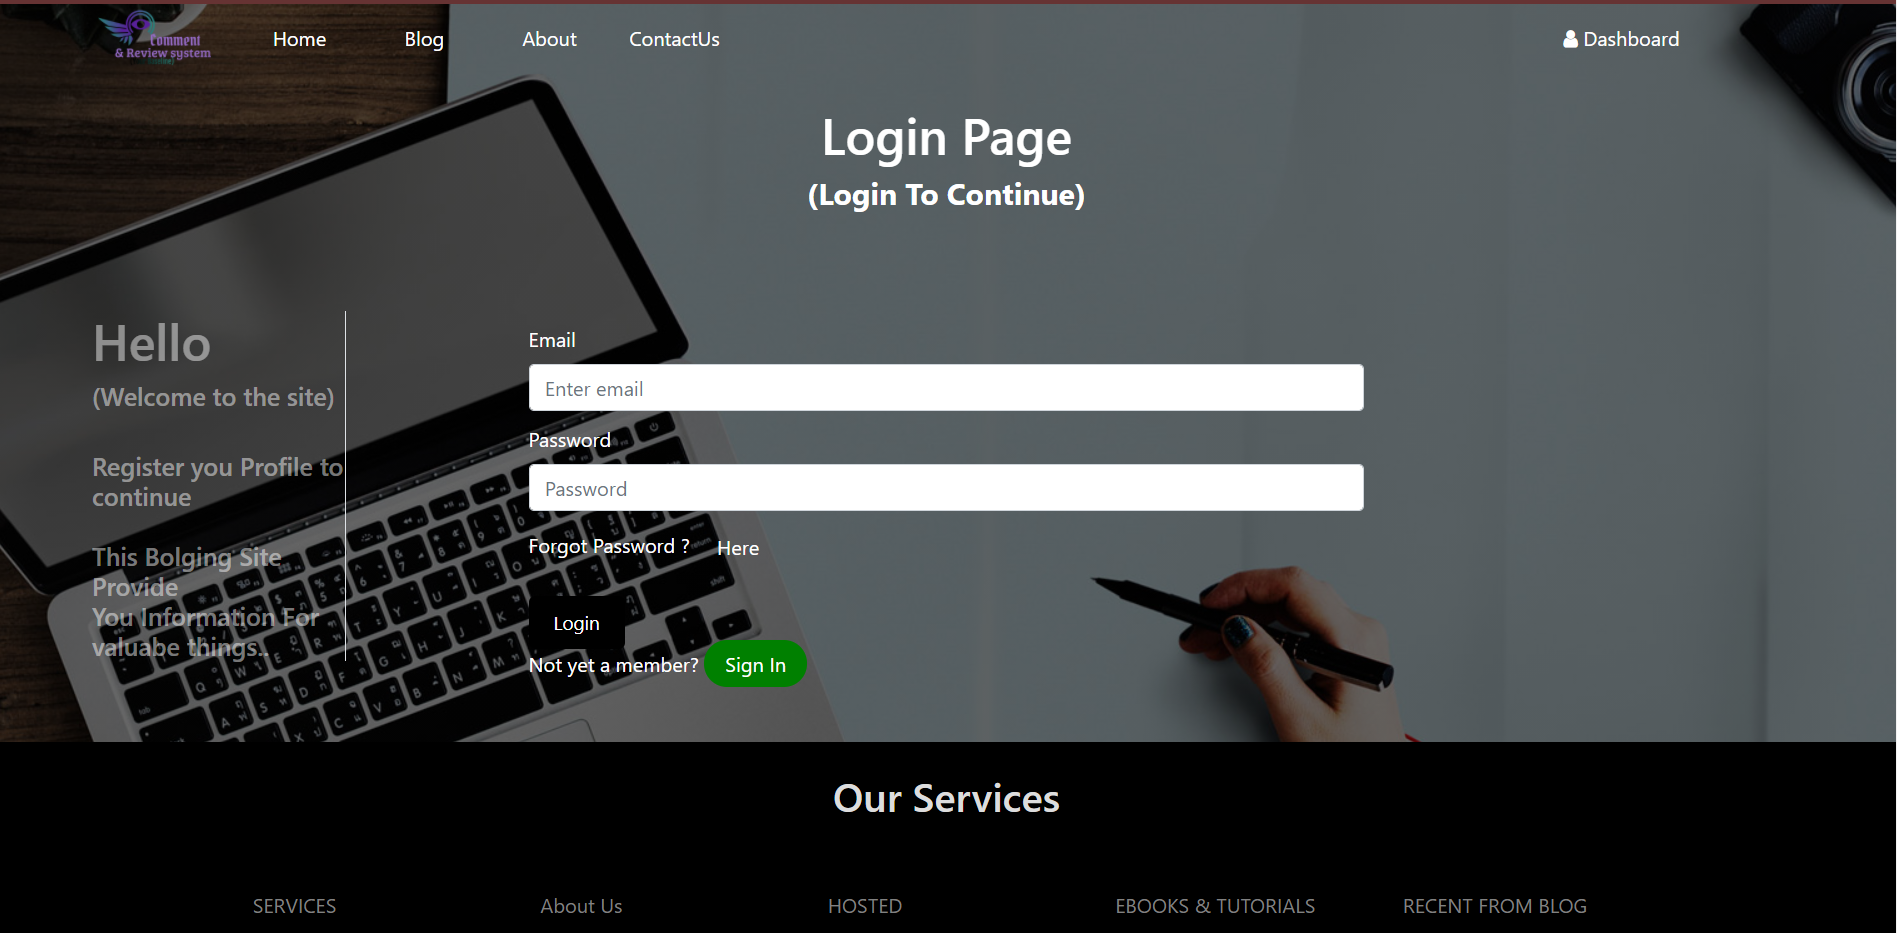 Comment
& Review system
Home
Blog
About
ContactUs
Dashboard
Login Page
(Login To Continue)
Hello
(Welcome to the site)
Register you Profile to
continue
This Bolging Site
Provide
You Information For
valuabe things..
Email
Enter email
Password
Password
Forgot Password ?
Here
Login
Not yet a member?
Sign In
Our Services
SERVICES
About Us
HOSTED
EBOOKS & TUTORIALS
RECENT FROM BLOG